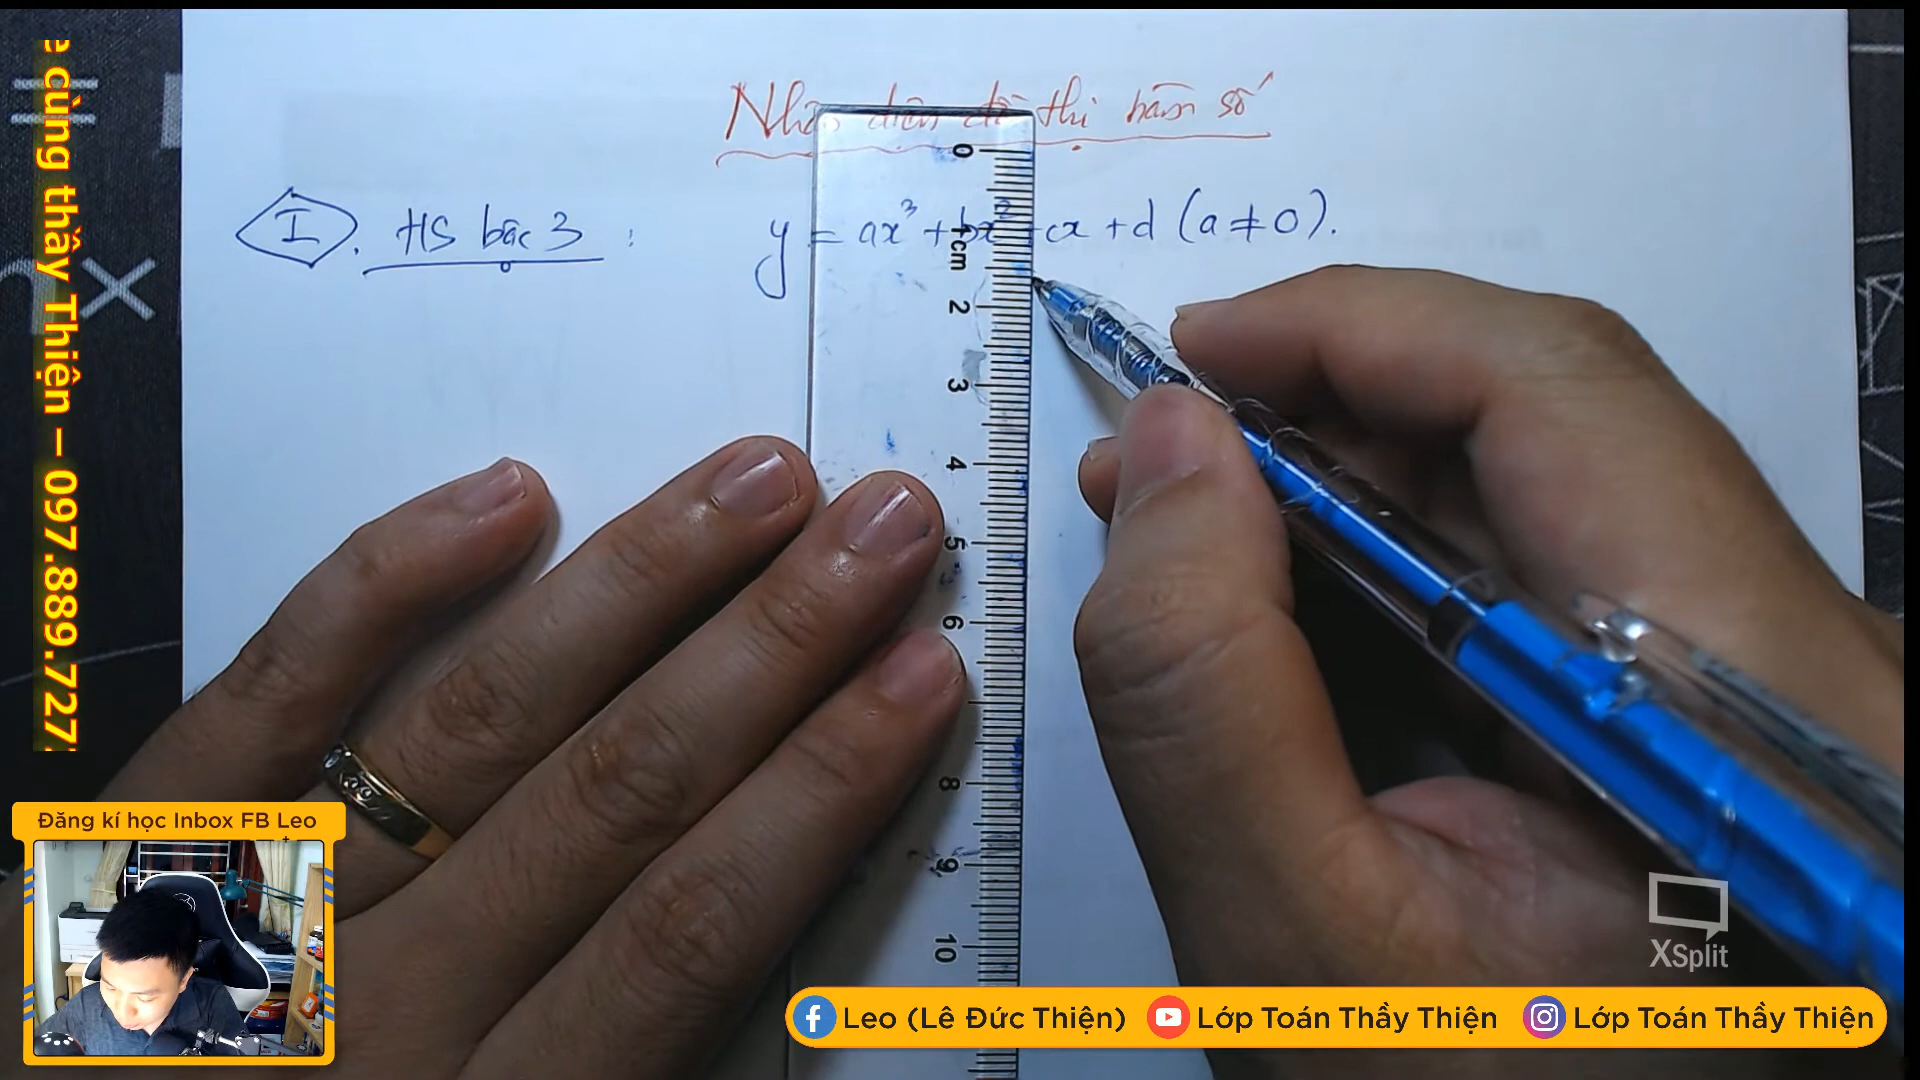 Nhận diện đồ thị hàm số
I. HS bậc 3 : y = ax³ + bx² + cx + d (a ≠ 0).
0
1cm
2
3
4
5
6
8
9
10
cùng thầy Thiện – 097.889.727
Đăng kí học Inbox FB Leo
XSplit
Leo (Lê Đức Thiện) Lớp Toán Thầy Thiện Lớp Toán Thầy Thiện